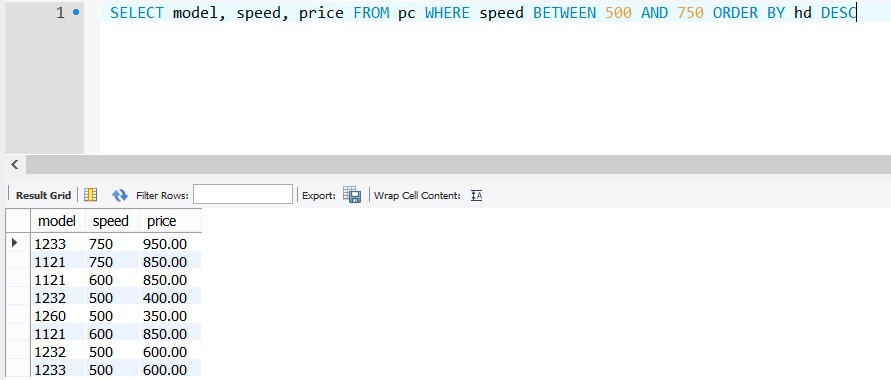 1 SELECT model, speed, price FROM pc WHERE speed BETWEEN 500 AND 750 ORDER BY hd DESC
Result Grid Filter Rows: Export: Wrap Cell Content:
model speed price
1233 750 950.00
1121 750 850.00
1121 600 850.00
1232 500 400.00
1260 500 350.00
1121 600 850.00
1232 500 600.00
1233 500 600.00